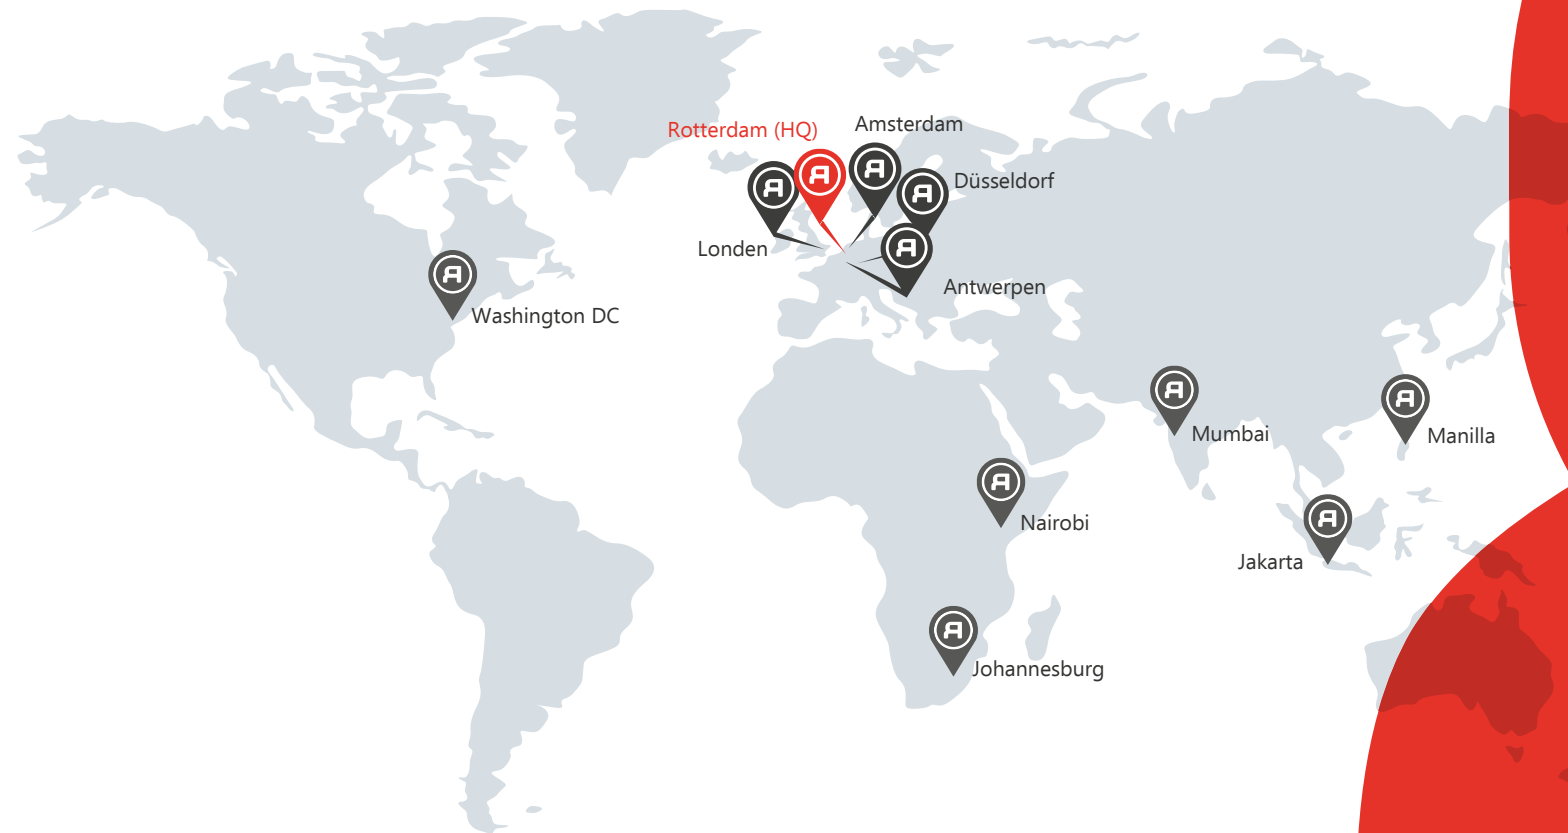 Amsterdam
Rotterdam (HQ)
Düsseldorf
Londen
Antwerpen
Washington DC
Mumbai
Manilla
Nairobi
Jakarta
Johannesburg